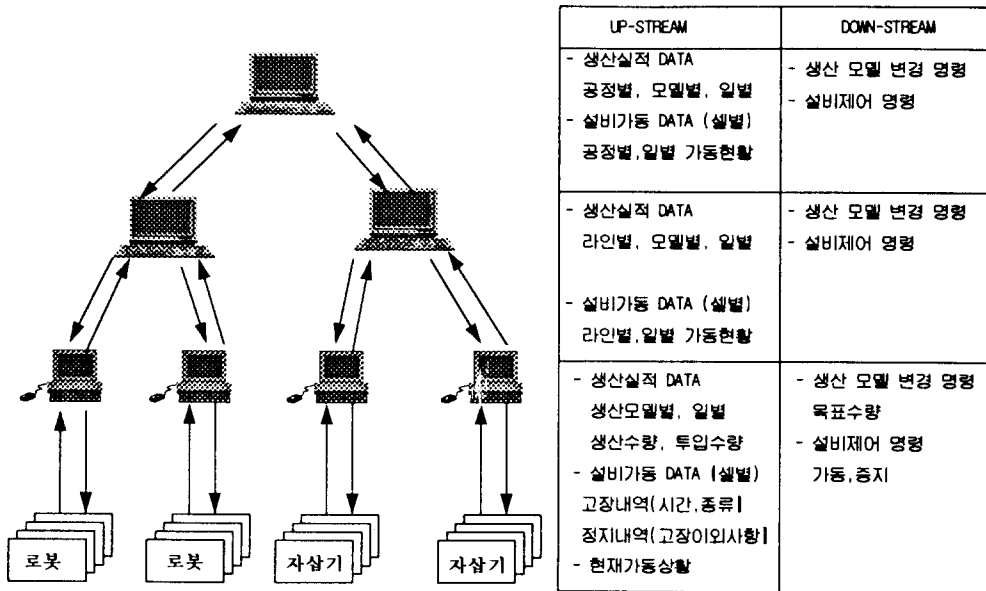 UP-STREAM
DOWN-STREAM
- 생산실적 DATA
공정별, 모델별, 일별
- 설비가동 DATA (셀별)
공정별,일별 가동현황
- 생산 모델 변경 명령
- 설비제어 명령
- 생산실적 DATA
라인별, 모델별, 일별
- 설비가동 DATA (셀별)
라인별,일별 가동현황
- 생산 모델 변경 명령
- 설비제어 명령
- 생산실적 DATA
생산모델별, 일별
생산수량, 투입수량
- 설비가동 DATA (셀별)
고장내역(시간,종류)
정지내역(고장이외사항)
- 현재가동상황
- 생산 모델 변경 명령
목표수량
- 설비제어 명령
가동,중지
로봇
로봇
자삽기
자삽기